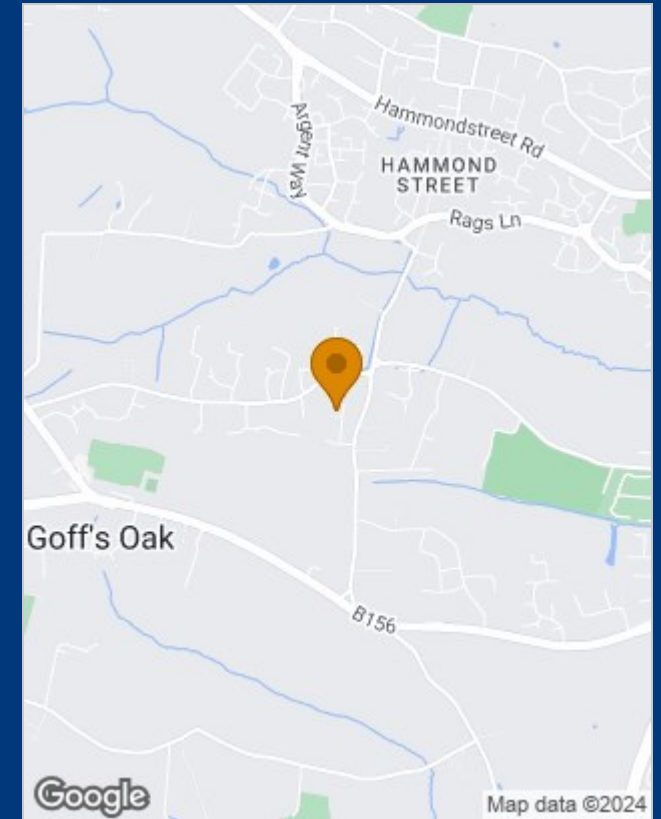 Hammondstreet Rd
Argent Way
HAMMOND
STREET
Rags Ln
Goff's Oak
B156
Google
Map data ©2024